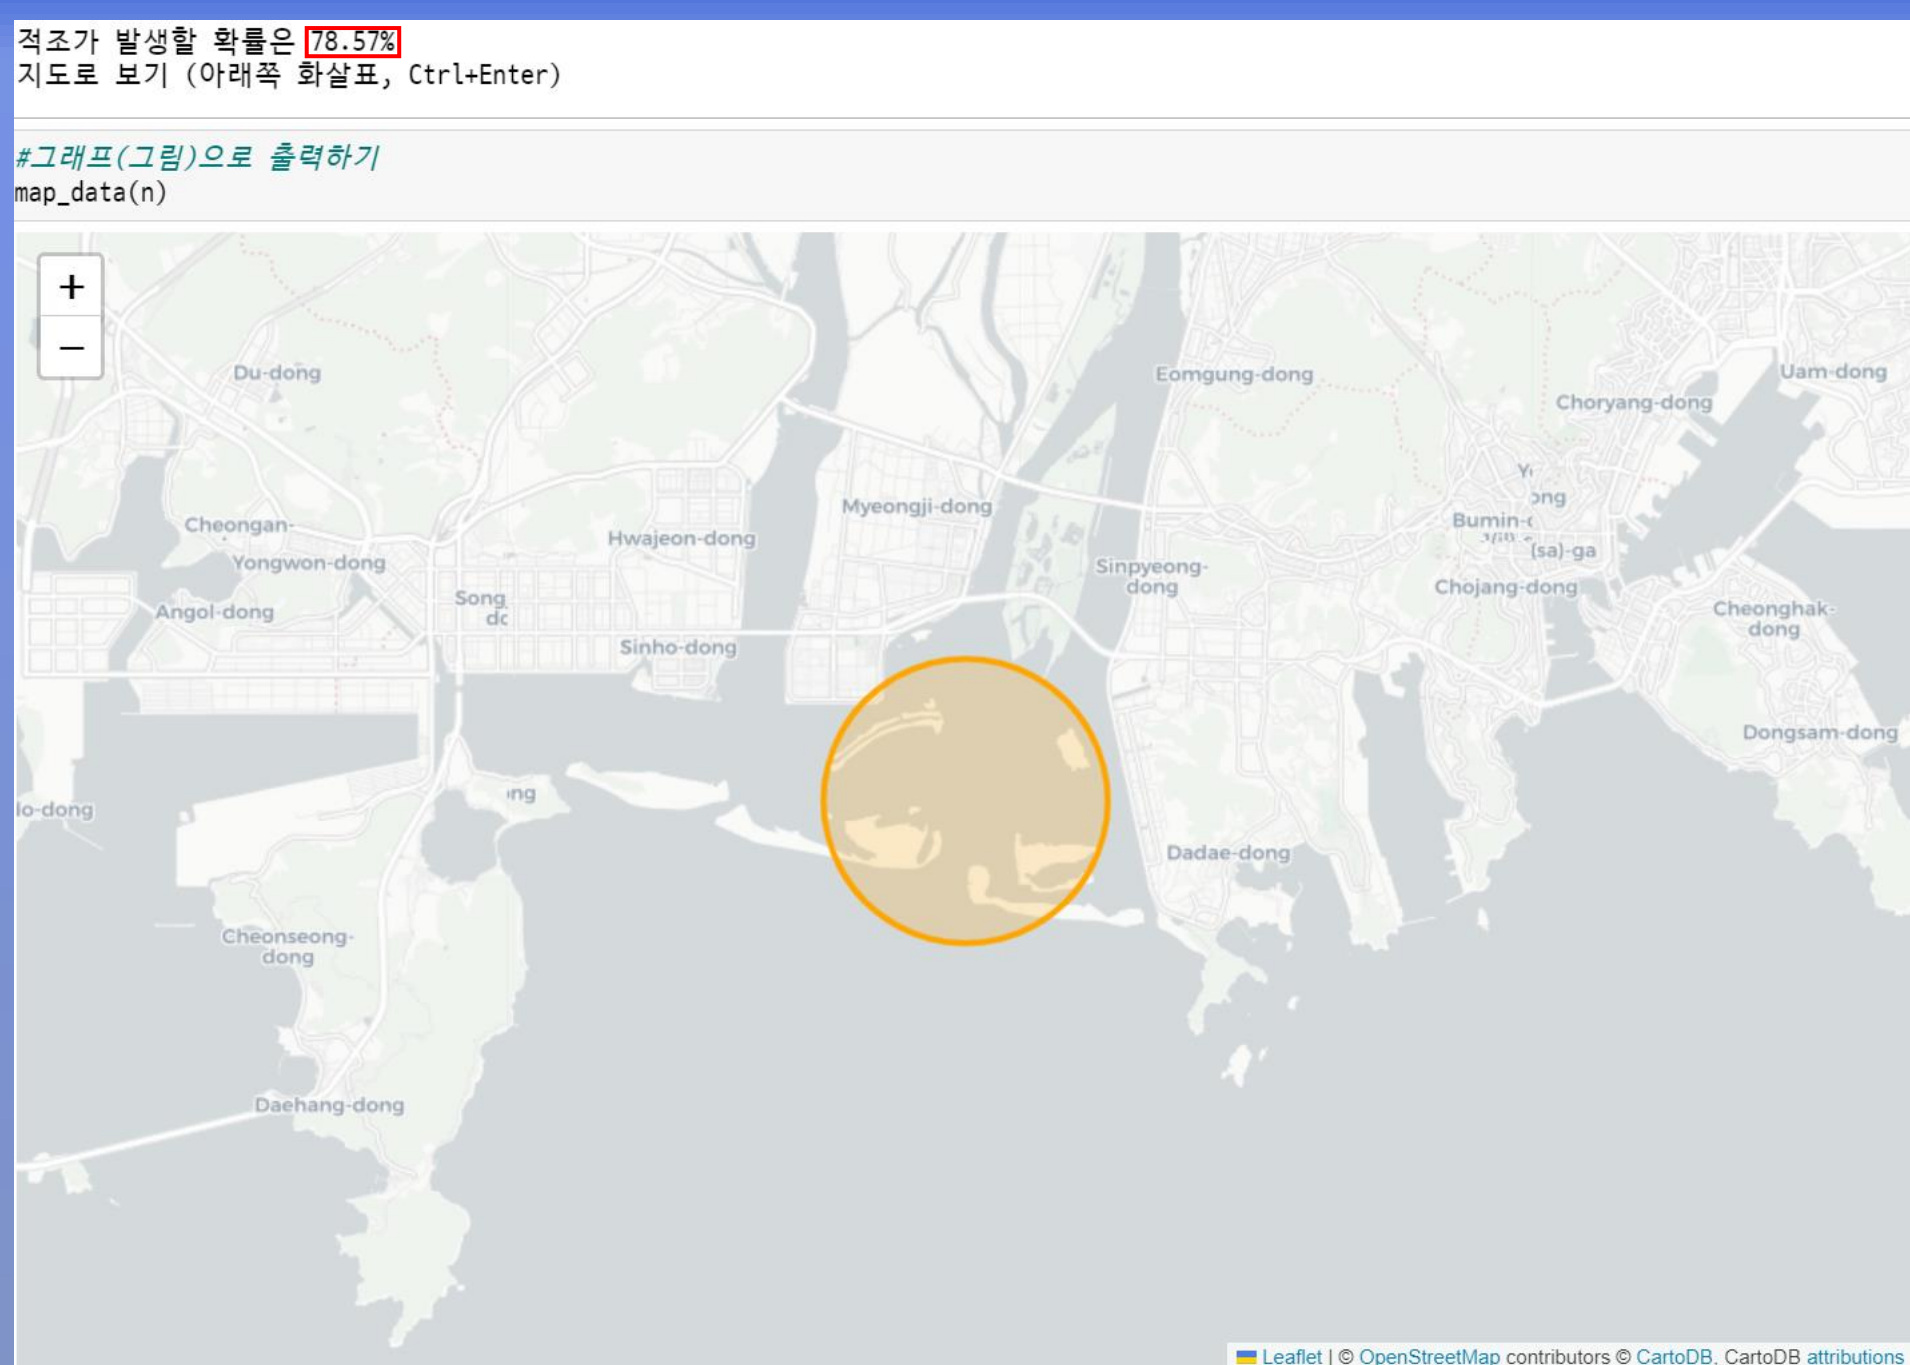 적조가 발생할 확률은 78.57%
지도로 보기 (아래쪽 화살표, Ctrl+Enter)
#그래프(그림)으로 출력하기
map_data(n)
+
−
Du-dong
Eomgung-dong
Uam-dong
Choryang-dong
Myeongji-dong
Cheongan-
Hwajeon-dong
Yongwon-dong
Sinpyeong-
dong
(sa)-ga
Chojang-dong
Song
Angol-dong
Cheonghak-
dong
Sinho-dong
Dongsam-dong
Dadae-dong
Cheonseong-
dong
Daehang-dong
Leaflet | © OpenStreetMap contributors © CartoDB, CartoDB attributions